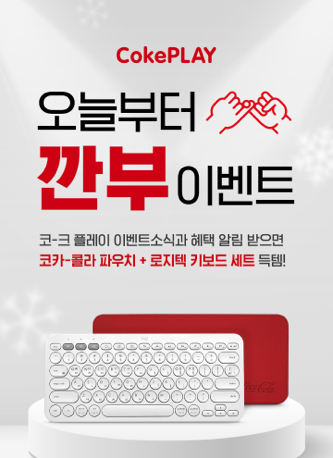 CokePLAY
오늘부터
깐부 이벤트
코-크 플레이 이벤트소식과 혜택 알림 받으면
코카-콜라 파우치 + 로지텍 키보드 세트 득템!